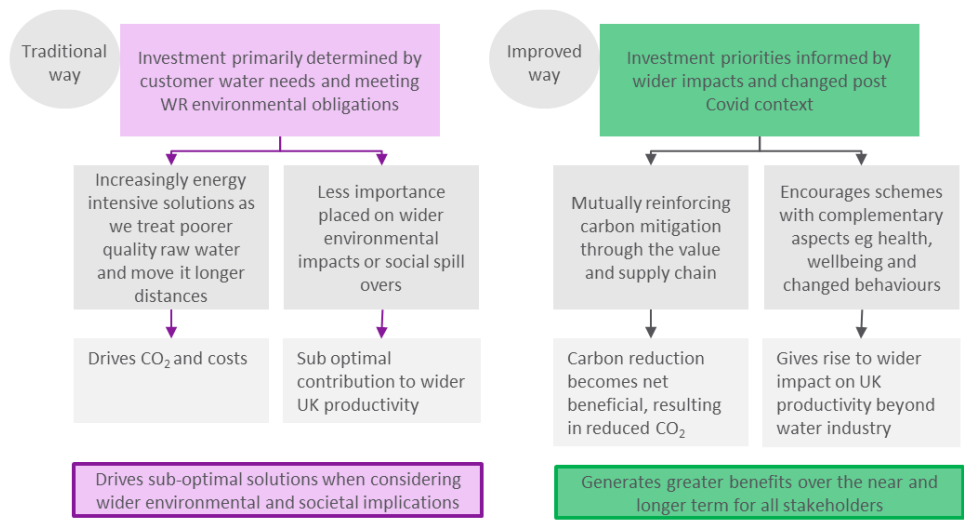 Traditional
way
Investment primarily determined by
customer water needs and meeting
WR environmental obligations
Increasingly energy
intensive solutions as
we treat poorer
quality raw water
and move it longer
distances
Less importance
placed on wider
environmental
impacts or social spill
overs
Drives CO₂ and costs
Sub optimal
contribution to wider
UK productivity
Drives sub-optimal solutions when considering
wider environmental and societal implications
Improved
way
Investment priorities informed by
wider impacts and changed post
Covid context
Mutually reinforcing
carbon mitigation
through the value
and supply chain
Encourages schemes
with complementary
aspects eg health,
wellbeing and
changed behaviours
Carbon reduction
becomes net
beneficial, resulting
in reduced CO₂
Gives rise to wider
impact on UK
productivity beyond
water industry
Generates greater benefits over the near and
longer term for all stakeholders